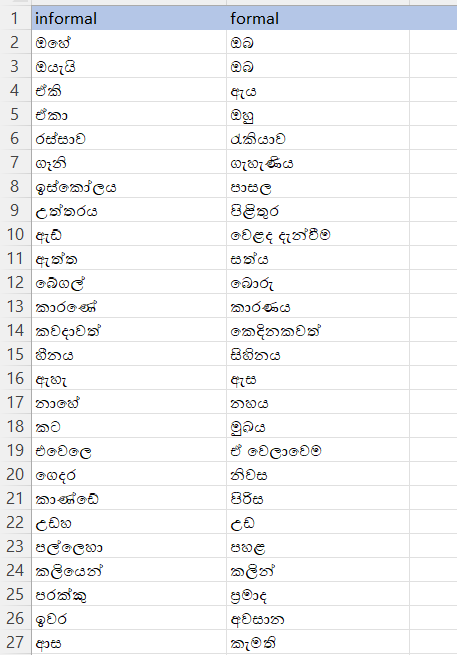 1 informal formal
2 ඔහේ ඔබ
3 ඔයැයි ඔබ
4 ඒකි ඇය
5 ඒකා ඔහු
6 රස්සාව රැකියාව
7 ගෑනි ගැහැණිය
8 ඉස්කෝලය පාසල
9 උත්තරය පිළිතුර
10 ඇඩ් වෙළද දැන්වීම
11 ඇත්ත සත්ය
12 බේගල් බොරු
13 කාරණේ කාරණය
14 කවදාවත් කෙදිනකවත්
15 හීනය සිහිනය
16 ඇහැ ඇස
17 නාහේ නහය
18 කට මුබය
19 එවෙලෙ ඒ වෙලාවෙම
20 ගෙදර නිවස
21 කාණ්ඩේ පිරිස
22 උඩහ උඩ
23 පල්ලෙහා පහළ
24 කලියෙන් කලින්
25 පරක්කු ප්‍රමාද
26 ඉවර අවසාන
27 ආස කැමති